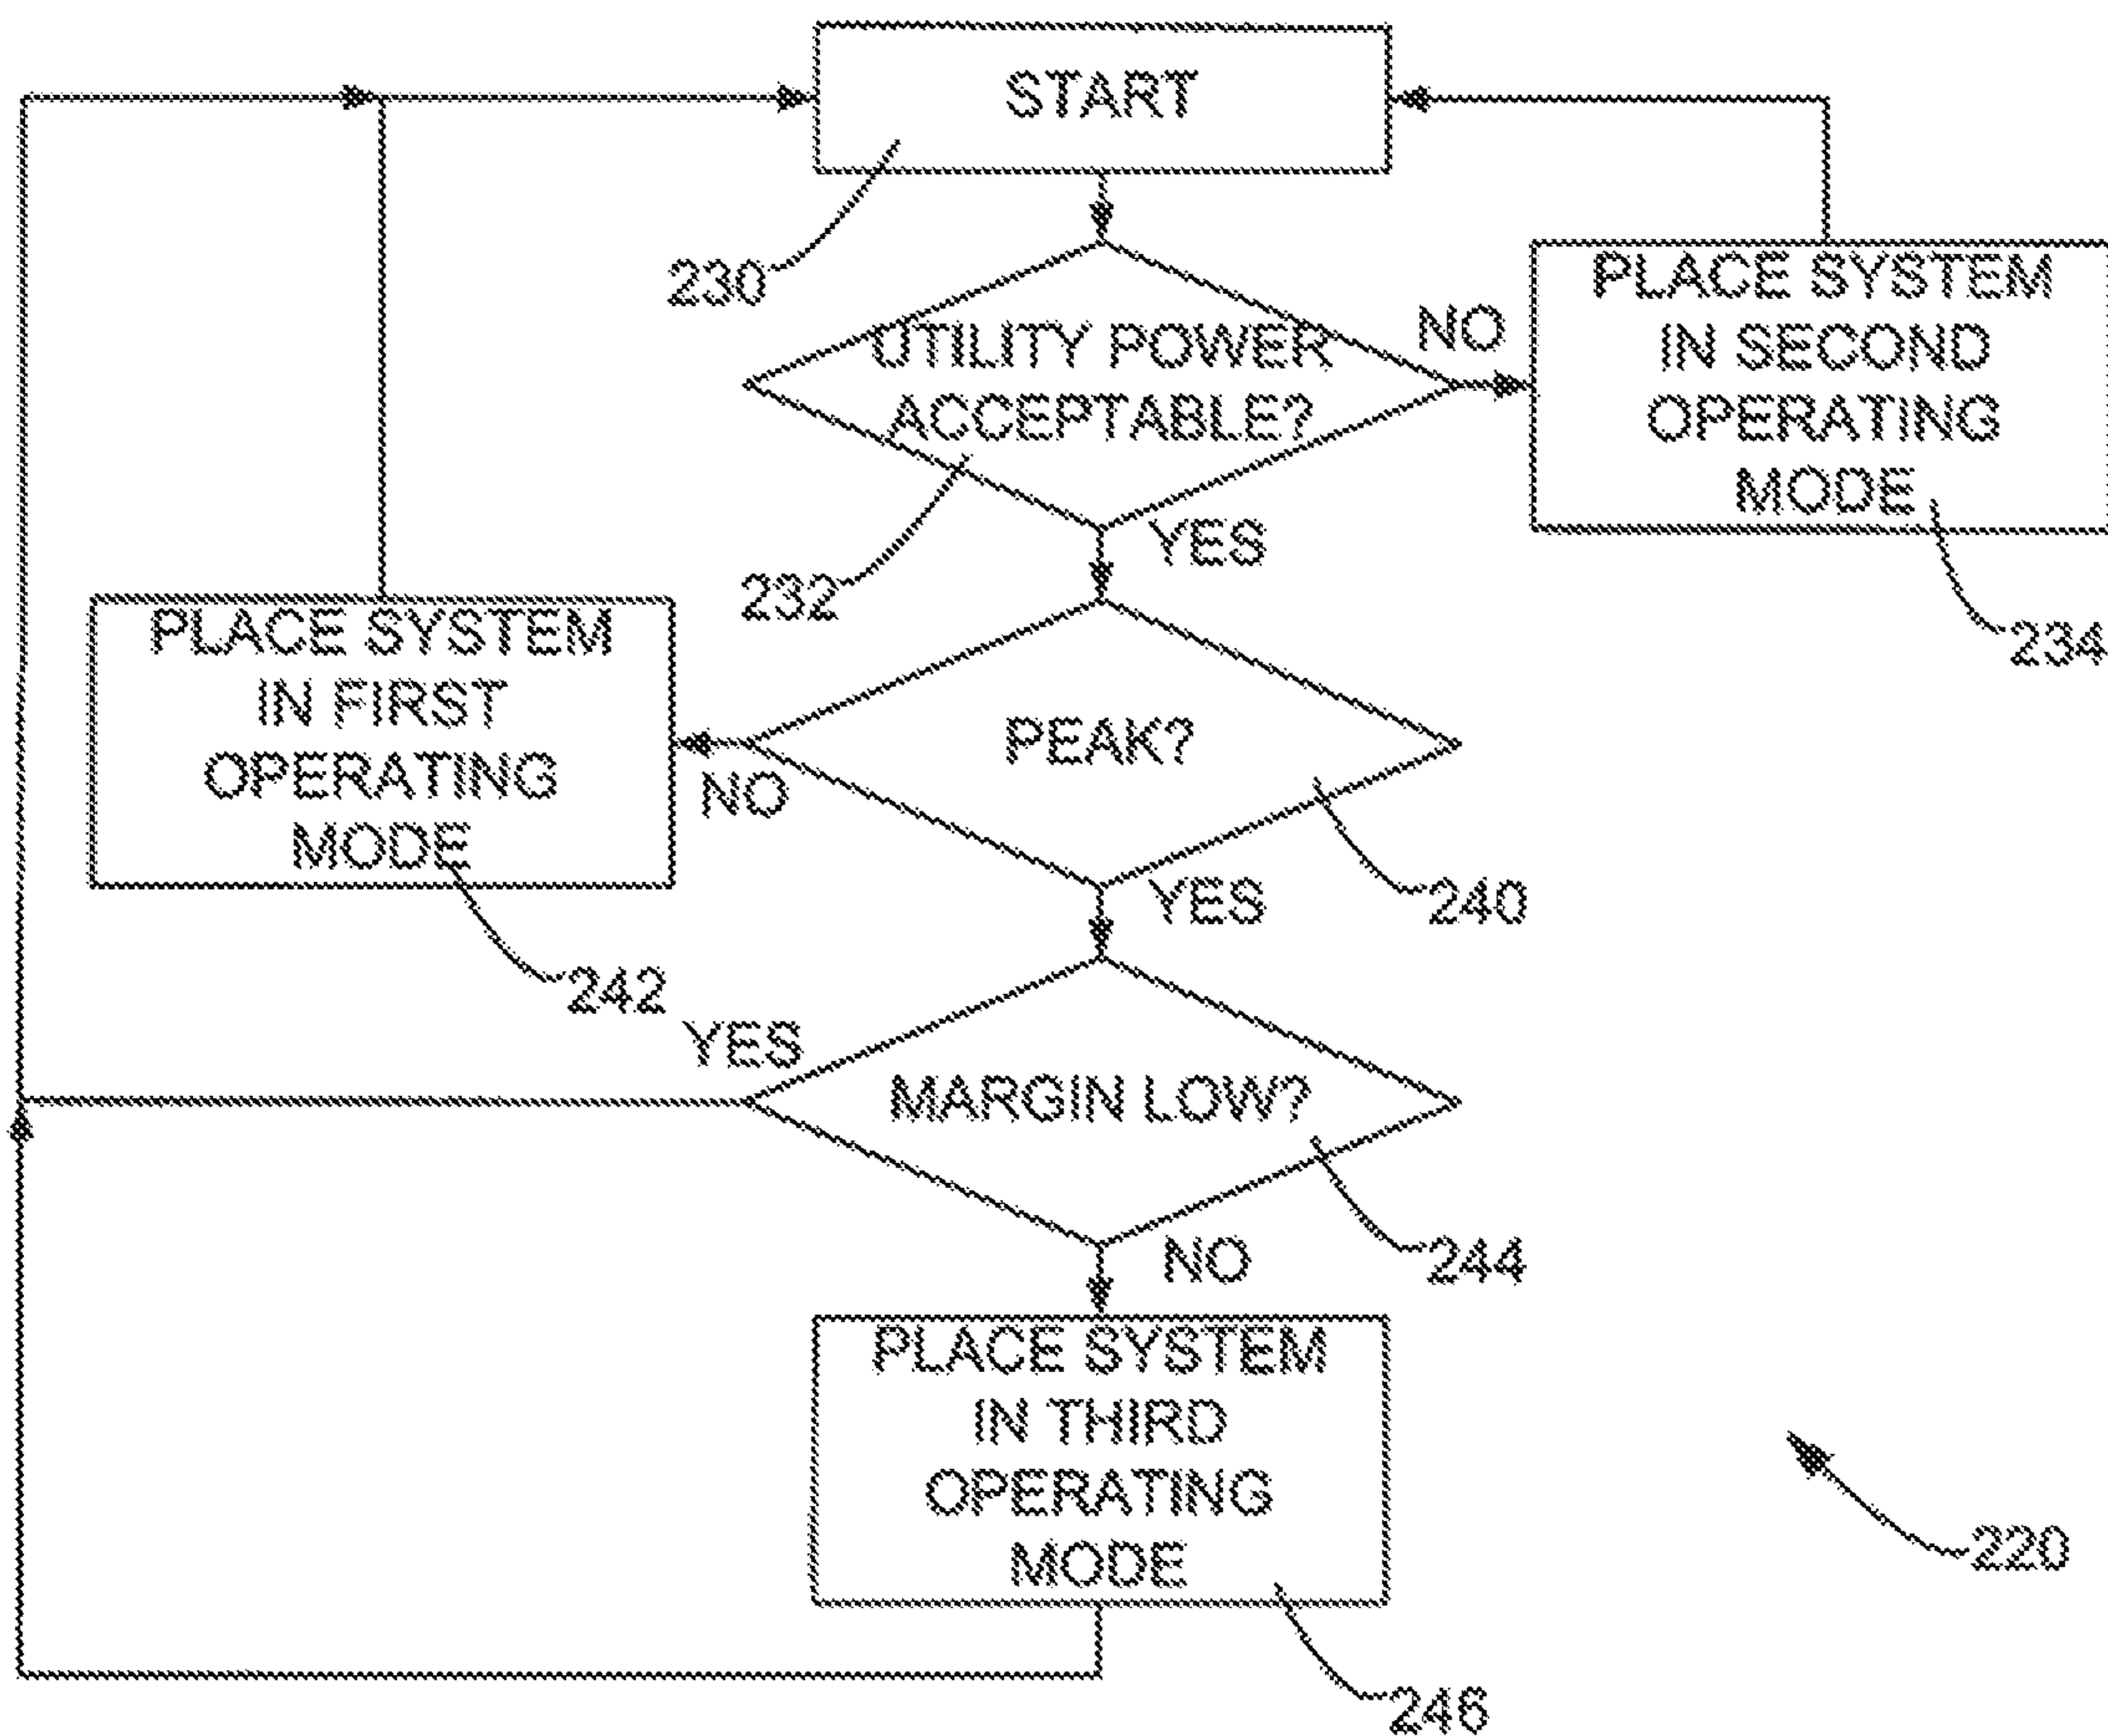 START
230
UTILITY POWER
ACCEPTABLE?
232
NO
PLACE SYSTEM
IN SECOND
OPERATING
MODE
234
YES
PEAK?
240
NO
PLACE SYSTEM
IN FIRST
OPERATING
MODE
242
YES
MARGIN LOW?
244
YES
NO
PLACE SYSTEM
IN THIRD
OPERATING
MODE
246
220